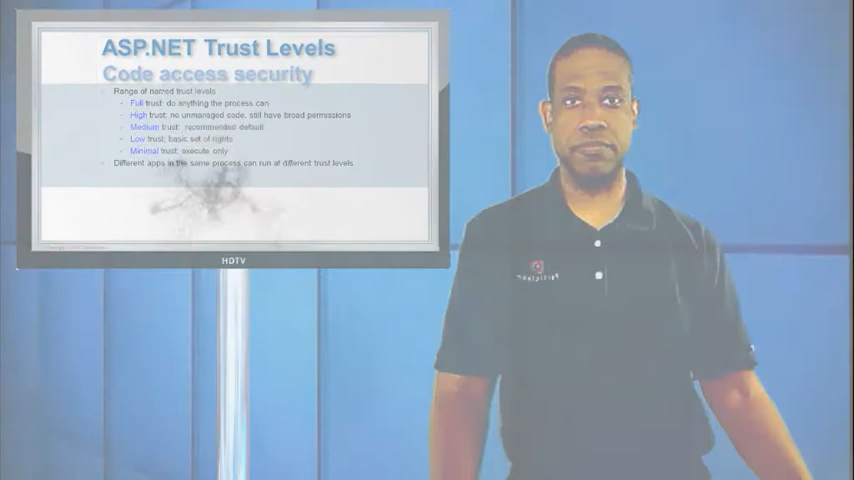 ASP.NET Trust Levels
Code access security
Range of named trust levels
- Full trust: do anything the process can
- High trust: no unmanaged code, still have broad permissions
- Medium trust: recommended default
- Low trust: basic set of rights
- Minimal trust: execute only
Different apps in the same process can run at different trust levels
HDTV